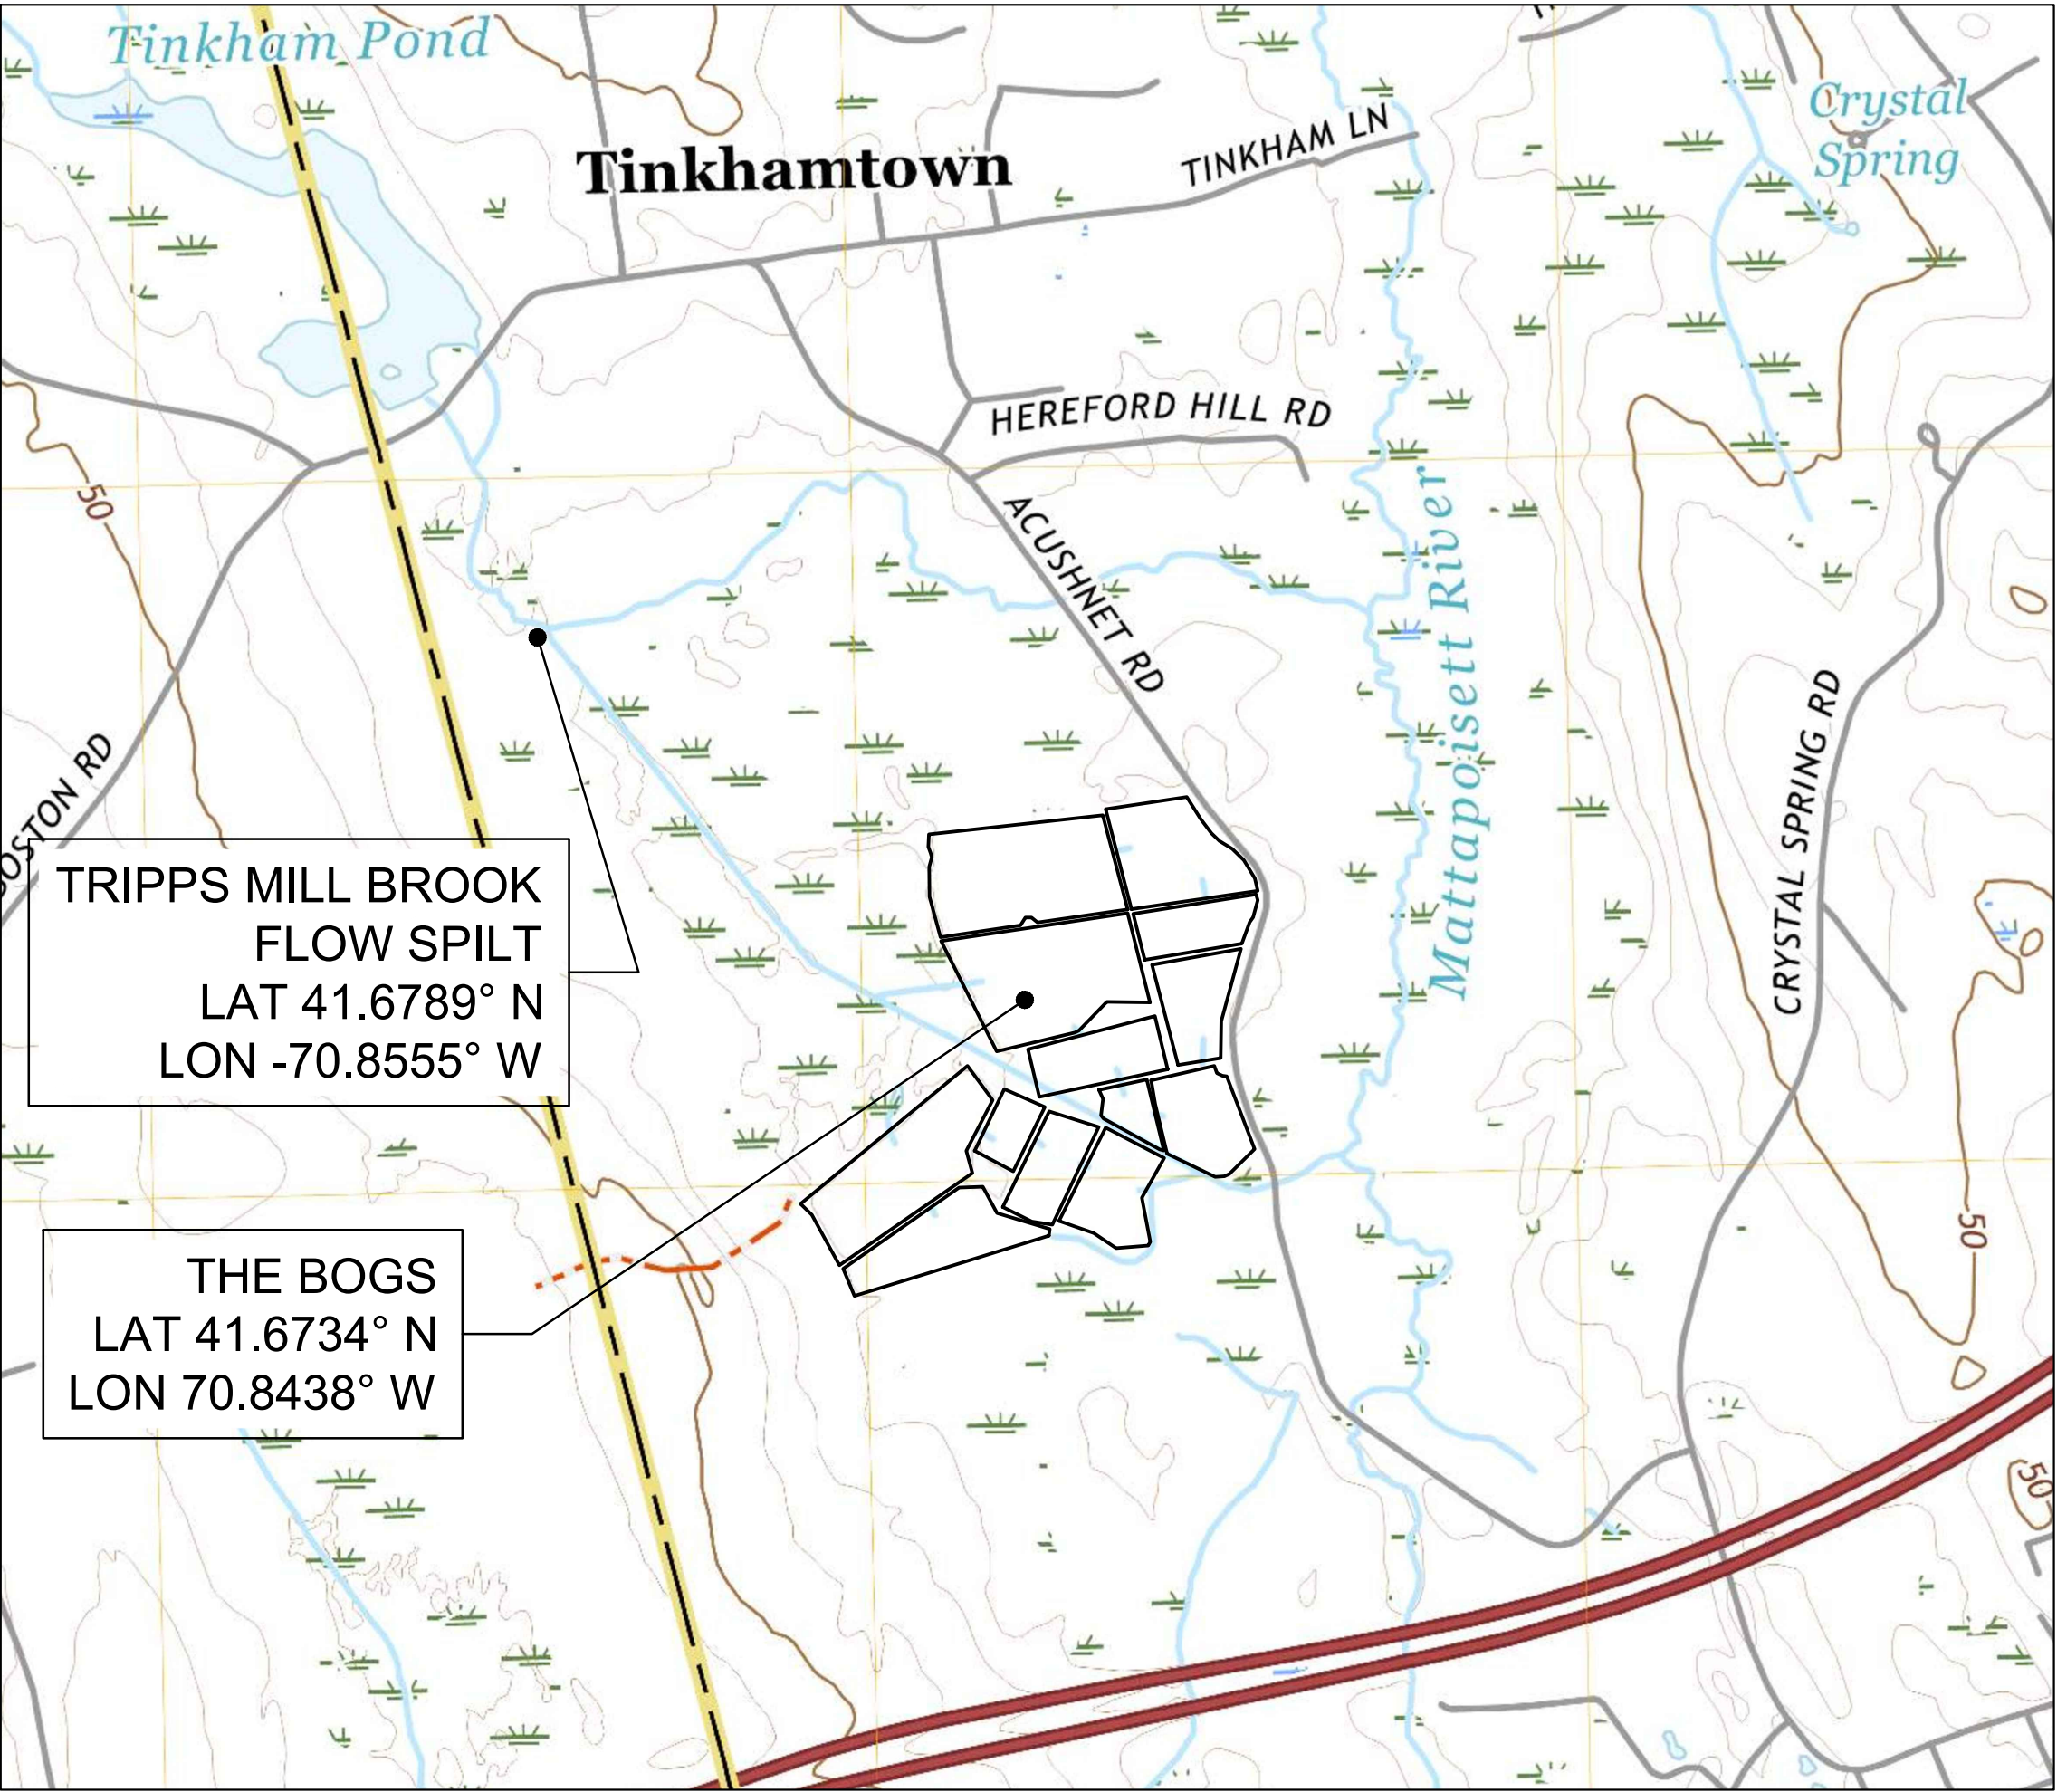 Tinkham Pond
Crystal
Spring
Tinkhamtown
TINKHAM LN
HEREFORD HILL RD
50
ACUSHNET RD
Mattapoisett River
CRYSTAL SPRING RD
OSTON RD
TRIPPS MILL BROOK
FLOW SPILT
LAT 41.6789° N
LON -70.8555° W
THE BOGS
LAT 41.6734° N
LON 70.8438° W
50
50